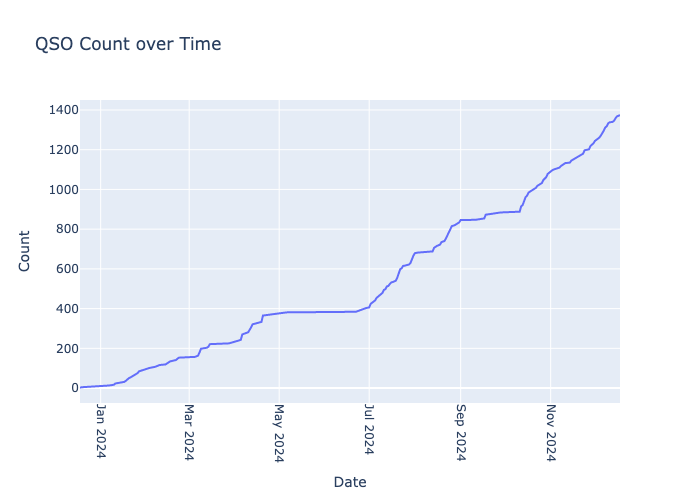 QSO Count over Time
1400
1200
1000
800
600
400
200
0
Count
Jan 2024
Mar 2024
May 2024
Jul 2024
Sep 2024
Nov 2024
Date